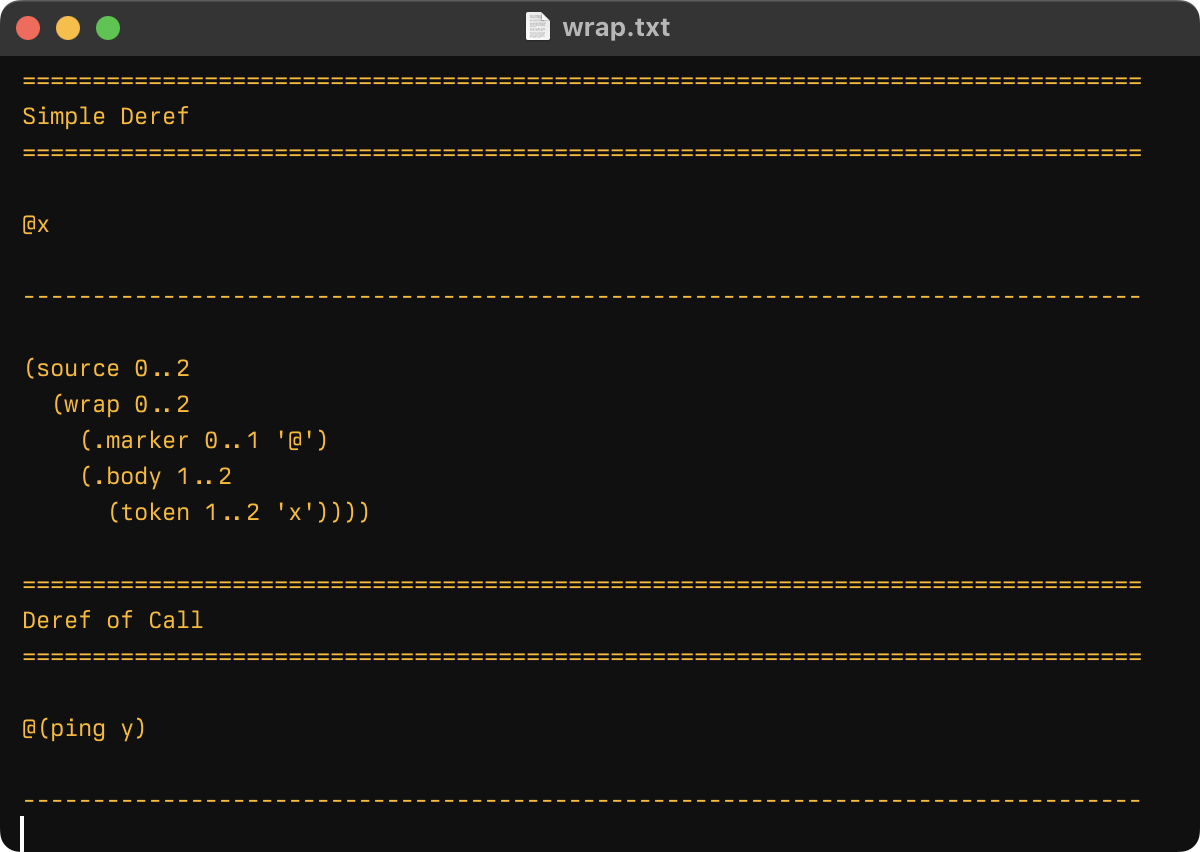 wrap.txt
================================================================================
Simple Deref
================================================================================
@x
--------------------------------------------------------------------------------
(source 0..2
  (wrap 0..2
    (.marker 0..1 '@')
    (.body 1..2
      (token 1..2 'x'))))
================================================================================
Deref of Call
================================================================================
@(ping y)
--------------------------------------------------------------------------------